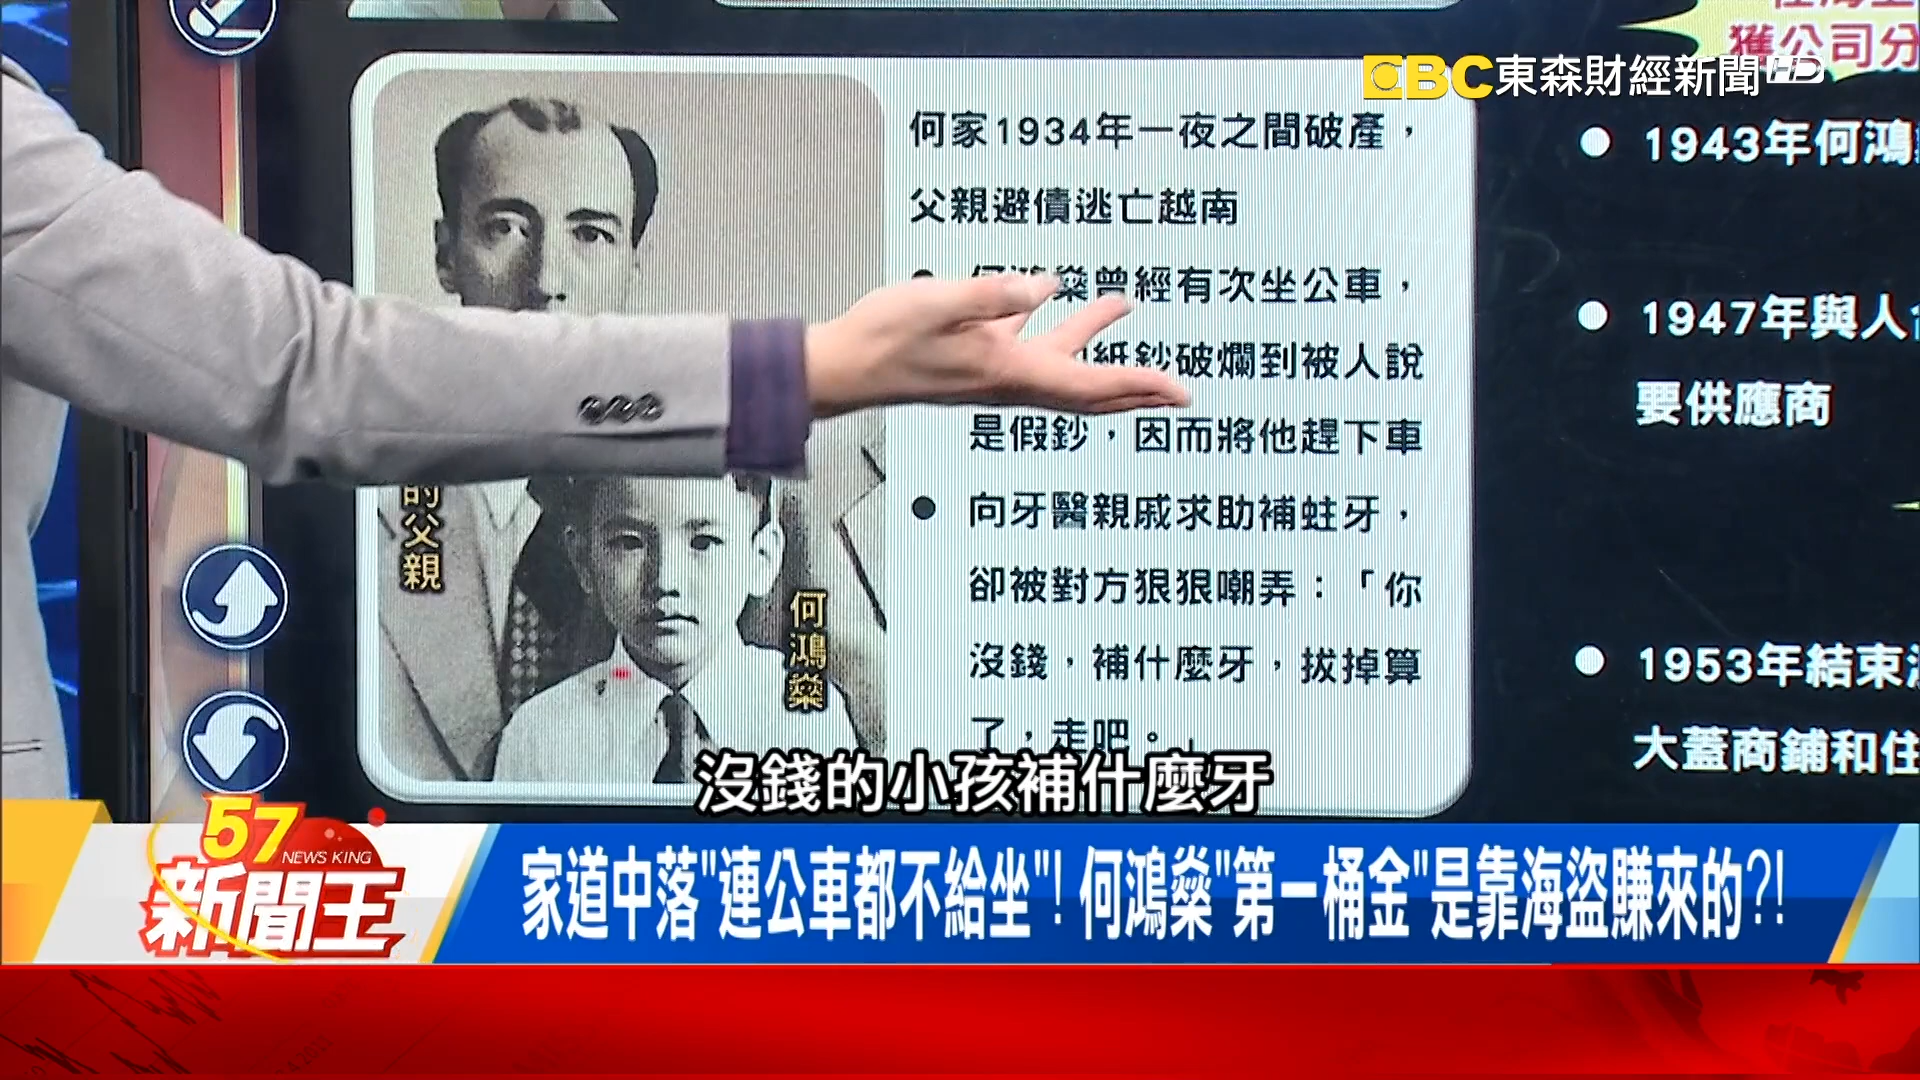 獲公司分
EBC東森財經新聞HD
何家1934年一夜之間破產，
父親避債逃亡越南
燊曾經有次坐公車，
紙鈔破爛到被人說
是假鈔，因而將他趕下車
向牙醫親戚求助補蛀牙，
卻被對方狠狠嘲弄：「你
沒錢，補什麼牙，拔掉算
了，走吧。」
的父親
何鴻燊
1943年何鴻
1947年與人
要供應商
1953年結束
大蓋商鋪和住
沒錢的小孩補什麼牙
57
NEWS KING
新聞王
家道中落"連公車都不給坐"! 何鴻燊"第一桶金"是靠海盜賺來的?!